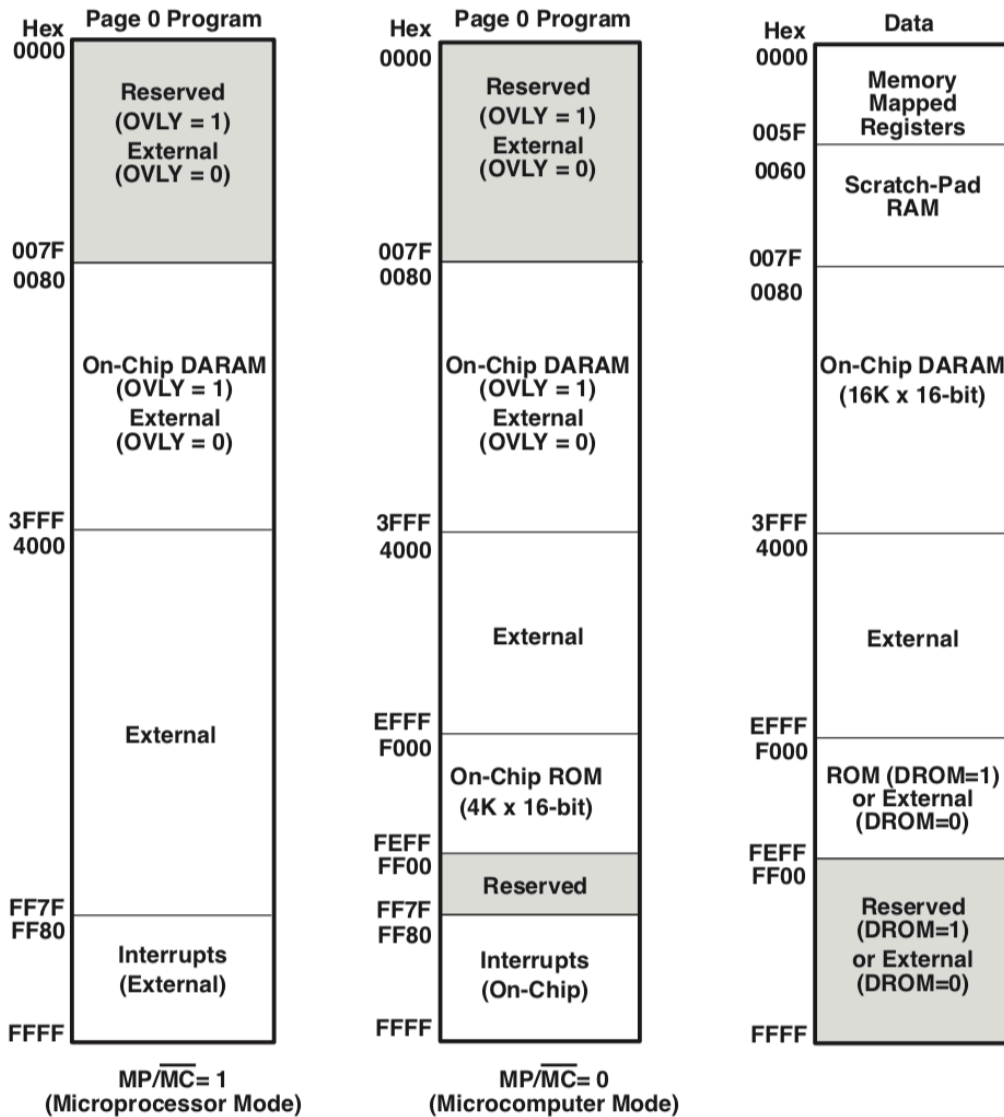 Hex
Page 0 Program
0000
Reserved
(OVLY = 1)
External
(OVLY = 0)
007F
0080
On-Chip DARAM
(OVLY = 1)
External
(OVLY = 0)
3FFF
4000
External
FF7F
FF80
Interrupts
(External)
FFFF
MP/MC= 1
(Microprocessor Mode)
Hex
Page 0 Program
0000
Reserved
(OVLY = 1)
External
(OVLY = 0)
007F
0080
On-Chip DARAM
(OVLY = 1)
External
(OVLY = 0)
3FFF
4000
External
EFFF
F000
On-Chip ROM
(4K x 16-bit)
FEFF
FF00
Reserved
FF7F
FF80
Interrupts
(On-Chip)
FFFF
MP/MC= 0
(Microcomputer Mode)
Hex
Data
0000
Memory
Mapped
Registers
005F
0060
Scratch-Pad
RAM
007F
0080
On-Chip DARAM
(16K x 16-bit)
3FFF
4000
External
EFFF
F000
ROM (DROM=1)
or External
(DROM=0)
FEFF
FF00
Reserved
(DROM=1)
or External
(DROM=0)
FFFF